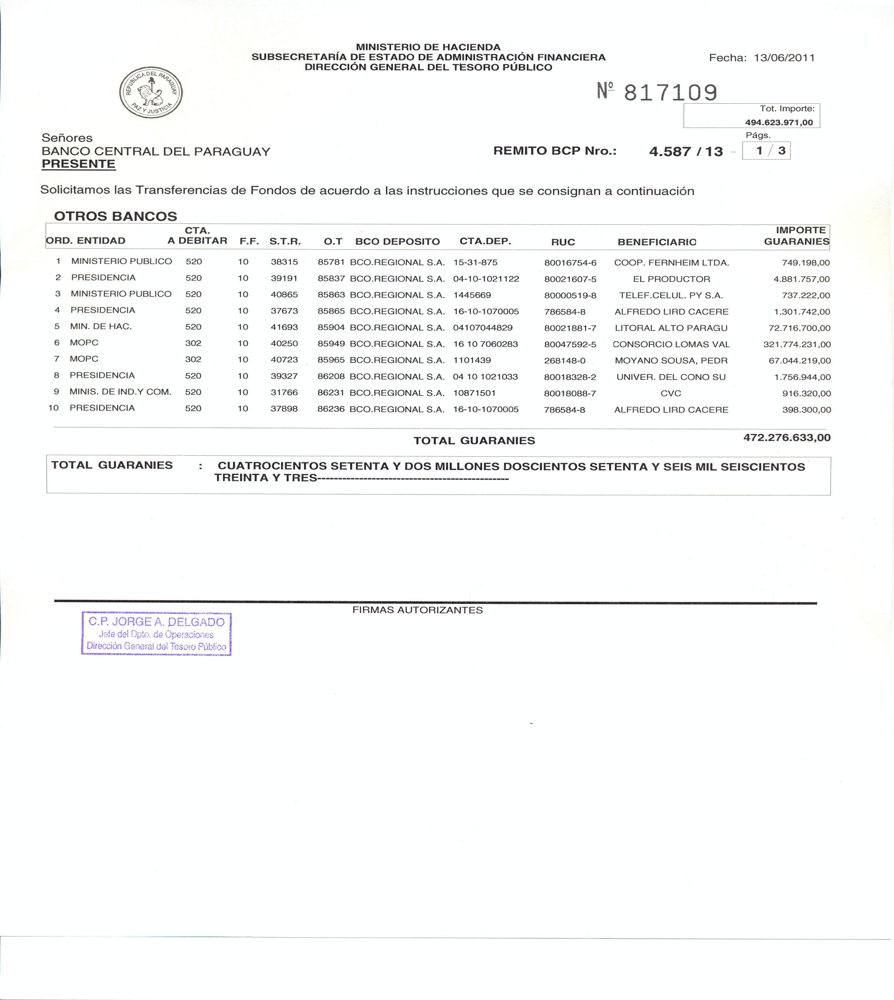 MINISTERIO DE HACIENDA
SUBSECRETARÍA DE ESTADO DE ADMINISTRACIÓN FINANCIERA
DIRECCIÓN GENERAL DEL TESORO PÚBLICO
Fecha: 13/06/2011
REPUBLICA DEL PARAGUAY
PAZ Y JUSTICIA
Nº 817109
Tot. Importe:
494.623.971,00
Señores
BANCO CENTRAL DEL PARAGUAY
PRESENTE
Págs.
REMITO BCP Nro.: 4.587 / 13 - 1 / 3
Solicitamos las Transferencias de Fondos de acuerdo a las instrucciones que se consignan a continuación
OTROS BANCOS
CTA. IMPORTE
ORD. ENTIDAD A DEBITAR F.F. S.T.R. O.T BCO DEPOSITO CTA.DEP. RUC BENEFICIARIO GUARANIES
1 MINISTERIO PUBLICO 520 10 38315 85781 BCO.REGIONAL S.A. 15-31-875 80016754-6 COOP. FERNHEIM LTDA. 749.198,00
2 PRESIDENCIA 520 10 39191 85837 BCO.REGIONAL S.A. 04-10-1021122 80021607-5 EL PRODUCTOR 4.881.757,00
3 MINISTERIO PUBLICO 520 10 40865 85863 BCO.REGIONAL S.A. 1445669 80000519-8 TELEF.CELUL. PY S.A. 737.222,00
4 PRESIDENCIA 520 10 37673 85865 BCO.REGIONAL S.A. 16-10-1070005 786584-8 ALFREDO LIRD CACERE 1.301.742,00
5 MIN. DE HAC. 520 10 41693 85904 BCO.REGIONAL S.A. 04107044829 80021881-7 LITORAL ALTO PARAGU 72.716.700,00
6 MOPC 302 10 40250 85949 BCO.REGIONAL S.A. 16 10 7060283 80047592-5 CONSORCIO LOMAS VAL 321.774.231,00
7 MOPC 302 10 40723 85965 BCO.REGIONAL S.A. 1101439 268148-0 MOYANO SOUSA, PEDR 67.044.219,00
8 PRESIDENCIA 520 10 39327 86208 BCO.REGIONAL S.A. 04 10 1021033 80018328-2 UNIVER. DEL CONO SU 1.756.944,00
9 MINIS. DE IND.Y COM. 520 10 31766 86231 BCO.REGIONAL S.A. 10871501 80018088-7 CVC 916.320,00
10 PRESIDENCIA 520 10 37898 86236 BCO.REGIONAL S.A. 16-10-1070005 786584-8 ALFREDO LIRD CACERE 398.300,00
TOTAL GUARANIES 472.276.633,00
TOTAL GUARANIES : CUATROCIENTOS SETENTA Y DOS MILLONES DOSCIENTOS SETENTA Y SEIS MIL SEISCIENTOS
TREINTA Y TRES----------------------------------------------
FIRMAS AUTORIZANTES
C.P. JORGE A. DELGADO
Jefe del Dpto. de Operaciones
Dirección General del Tesoro Público